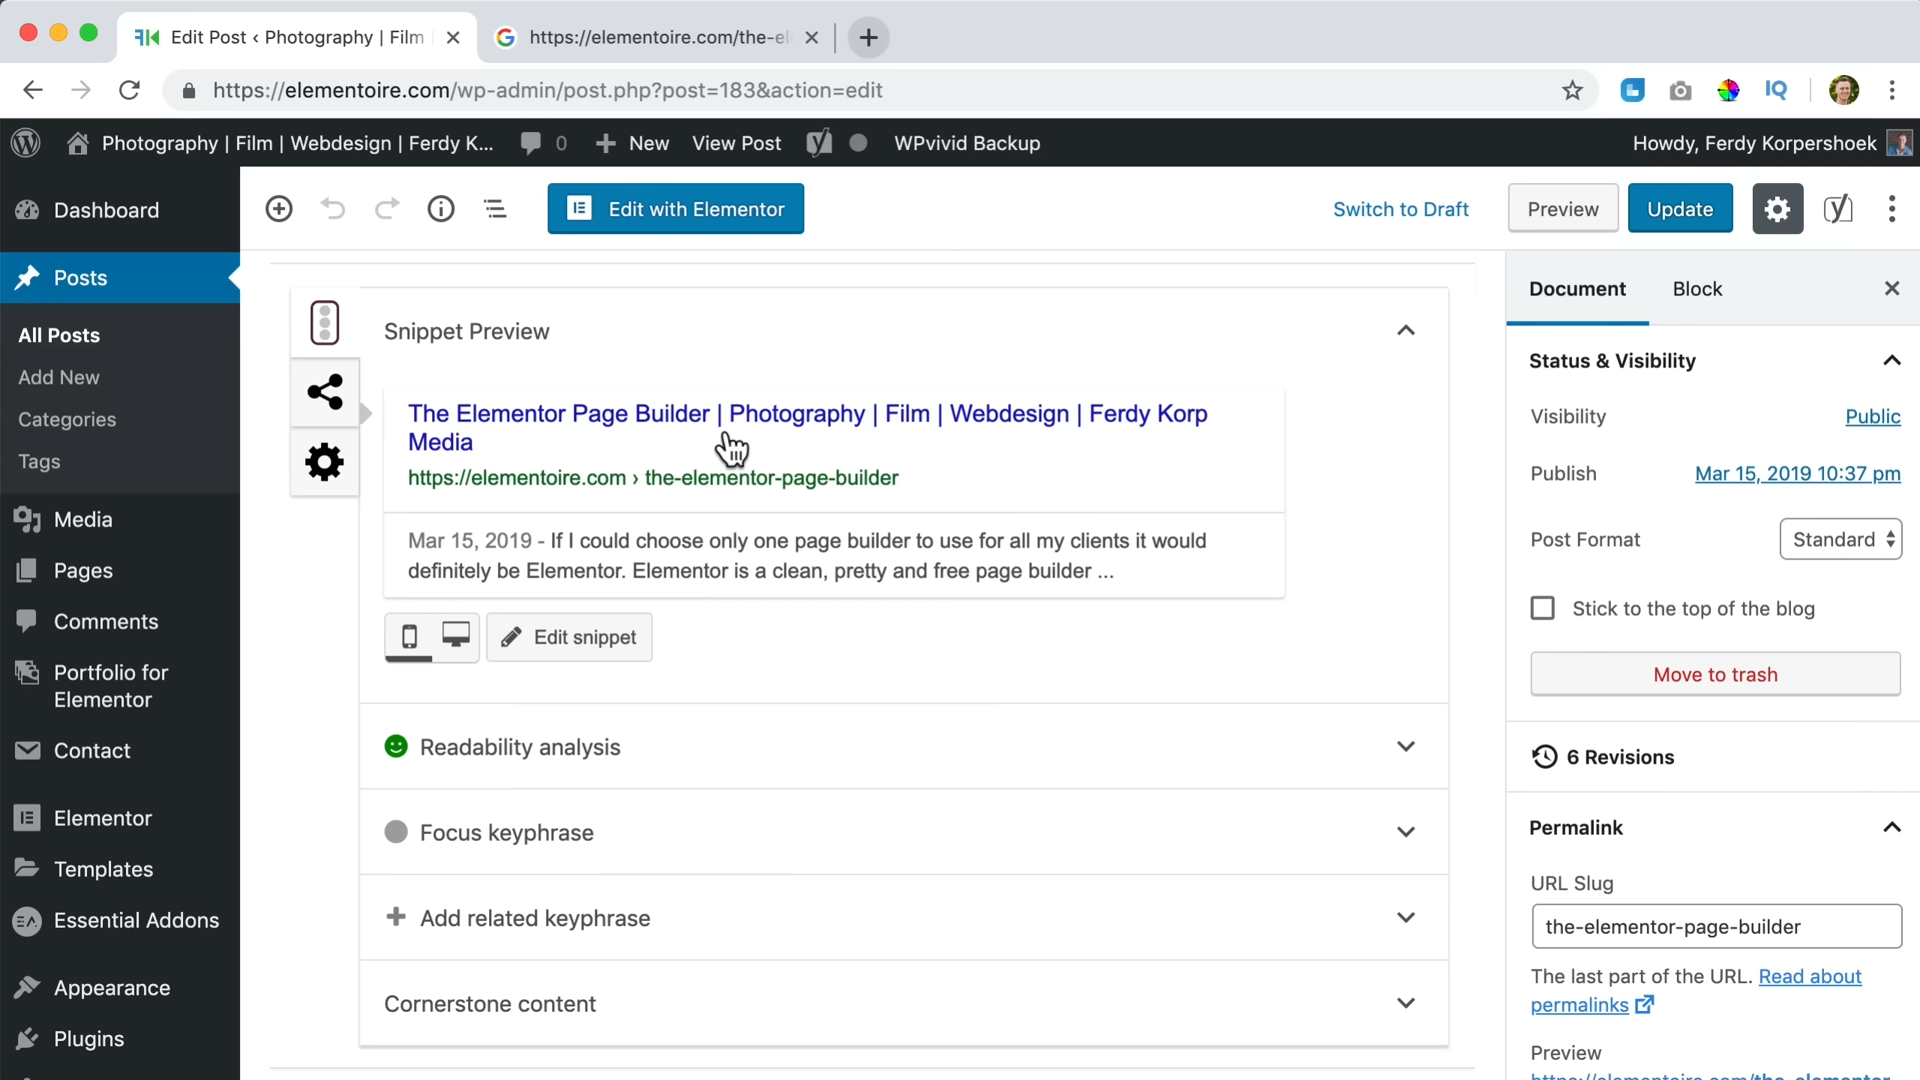 Edit Post ‹ Photography | Film
https://elementoire.com/the-el
https://elementoire.com/wp-admin/post.php?post=183&action=edit
Photography | Film | Webdesign | Ferdy K...
0
New
View Post
WPvivid Backup
Howdy, Ferdy Korpershoek
Dashboard
Edit with Elementor
Switch to Draft
Preview
Update
Posts
All Posts
Add New
Categories
Tags
Media
Pages
Comments
Portfolio for
Elementor
Contact
Elementor
Templates
Essential Addons
Appearance
Plugins
Snippet Preview
The Elementor Page Builder | Photography | Film | Webdesign | Ferdy Korp
Media
https://elementoire.com › the-elementor-page-builder
Mar 15, 2019 - If I could choose only one page builder to use for all my clients it would
definitely be Elementor. Elementor is a clean, pretty and free page builder ...
Edit snippet
Readability analysis
Focus keyphrase
Add related keyphrase
Cornerstone content
Document
Block
Status & Visibility
Visibility
Public
Publish
Mar 15, 2019 10:37 pm
Post Format
Standard
Stick to the top of the blog
Move to trash
6 Revisions
Permalink
URL Slug
the-elementor-page-builder
The last part of the URL. Read about
permalinks
Preview
https://elementoire.com/the-elementor